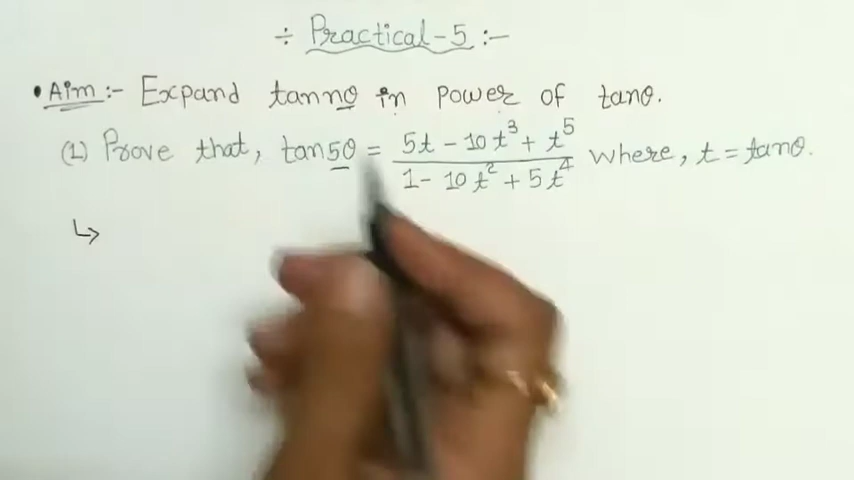 ÷ Practical-5 :-
• Aim :- Expand tannθ in power of tanθ.
(1) Prove that, tan5θ = (5t - 10t³ + t⁵)/(1 - 10t² + 5t⁴) where, t = tanθ.
↳